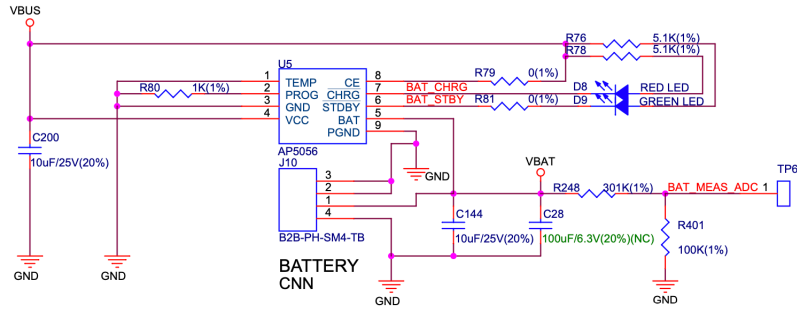 VBUS
R76 5.1K(1%)
R78 5.1K(1%)
U5
R79 0(1%)
1 TEMP CE 8
R80 1K(1%) 2 PROG CHRG 7 BAT_CHRG D8 RED LED
3 GND STDBY 6 BAT_STBY R81 0(1%) D9 GREEN LED
4 VCC BAT 5
PGND 9
C200
10uF/25V(20%)
AP5056
J10
GND
VBAT
3
2
1
4
R248 301K(1%) BAT_MEAS_ADC 1 TP6
C144
10uF/25V(20%)
C28
100uF/6.3V(20%)(NC)
R401
100K(1%)
B2B-PH-SM4-TB
BATTERY
CNN
GND
GND
GND
GND